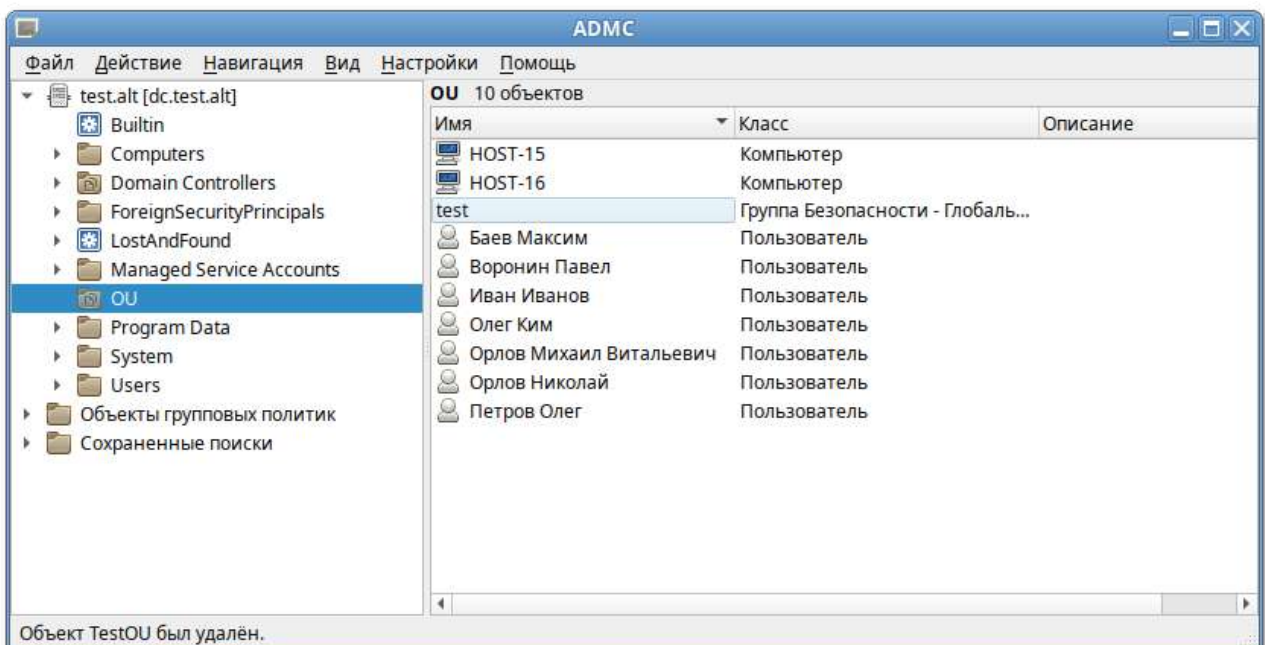 ADMC
Файл Действие Навигация Вид Настройки Помощь
test.alt [dc.test.alt]
Builtin
Computers
Domain Controllers
ForeignSecurityPrincipals
LostAndFound
Managed Service Accounts
OU
Program Data
System
Users
Объекты групповых политик
Сохраненные поиски
OU 10 объектов
Имя Класс Описание
HOST-15 Компьютер
HOST-16 Компьютер
test Группа Безопасности - Глобаль...
Баев Максим Пользователь
Воронин Павел Пользователь
Иван Иванов Пользователь
Олег Ким Пользователь
Орлов Михаил Витальевич Пользователь
Орлов Николай Пользователь
Петров Олег Пользователь
Объект TestOU был удалён.